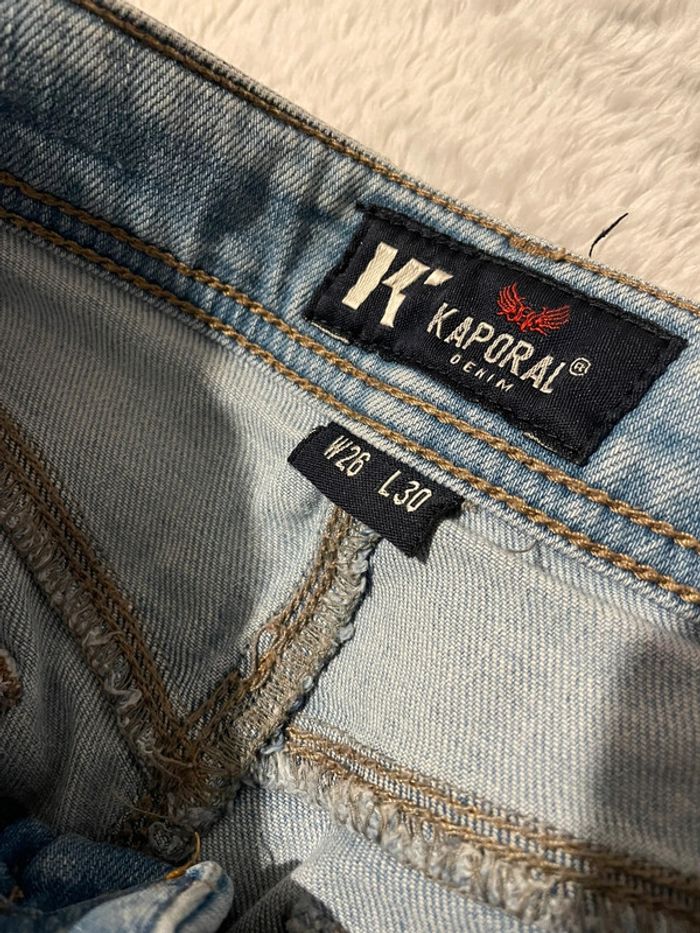 K
KAPORAL®
DENIM
W26 L30